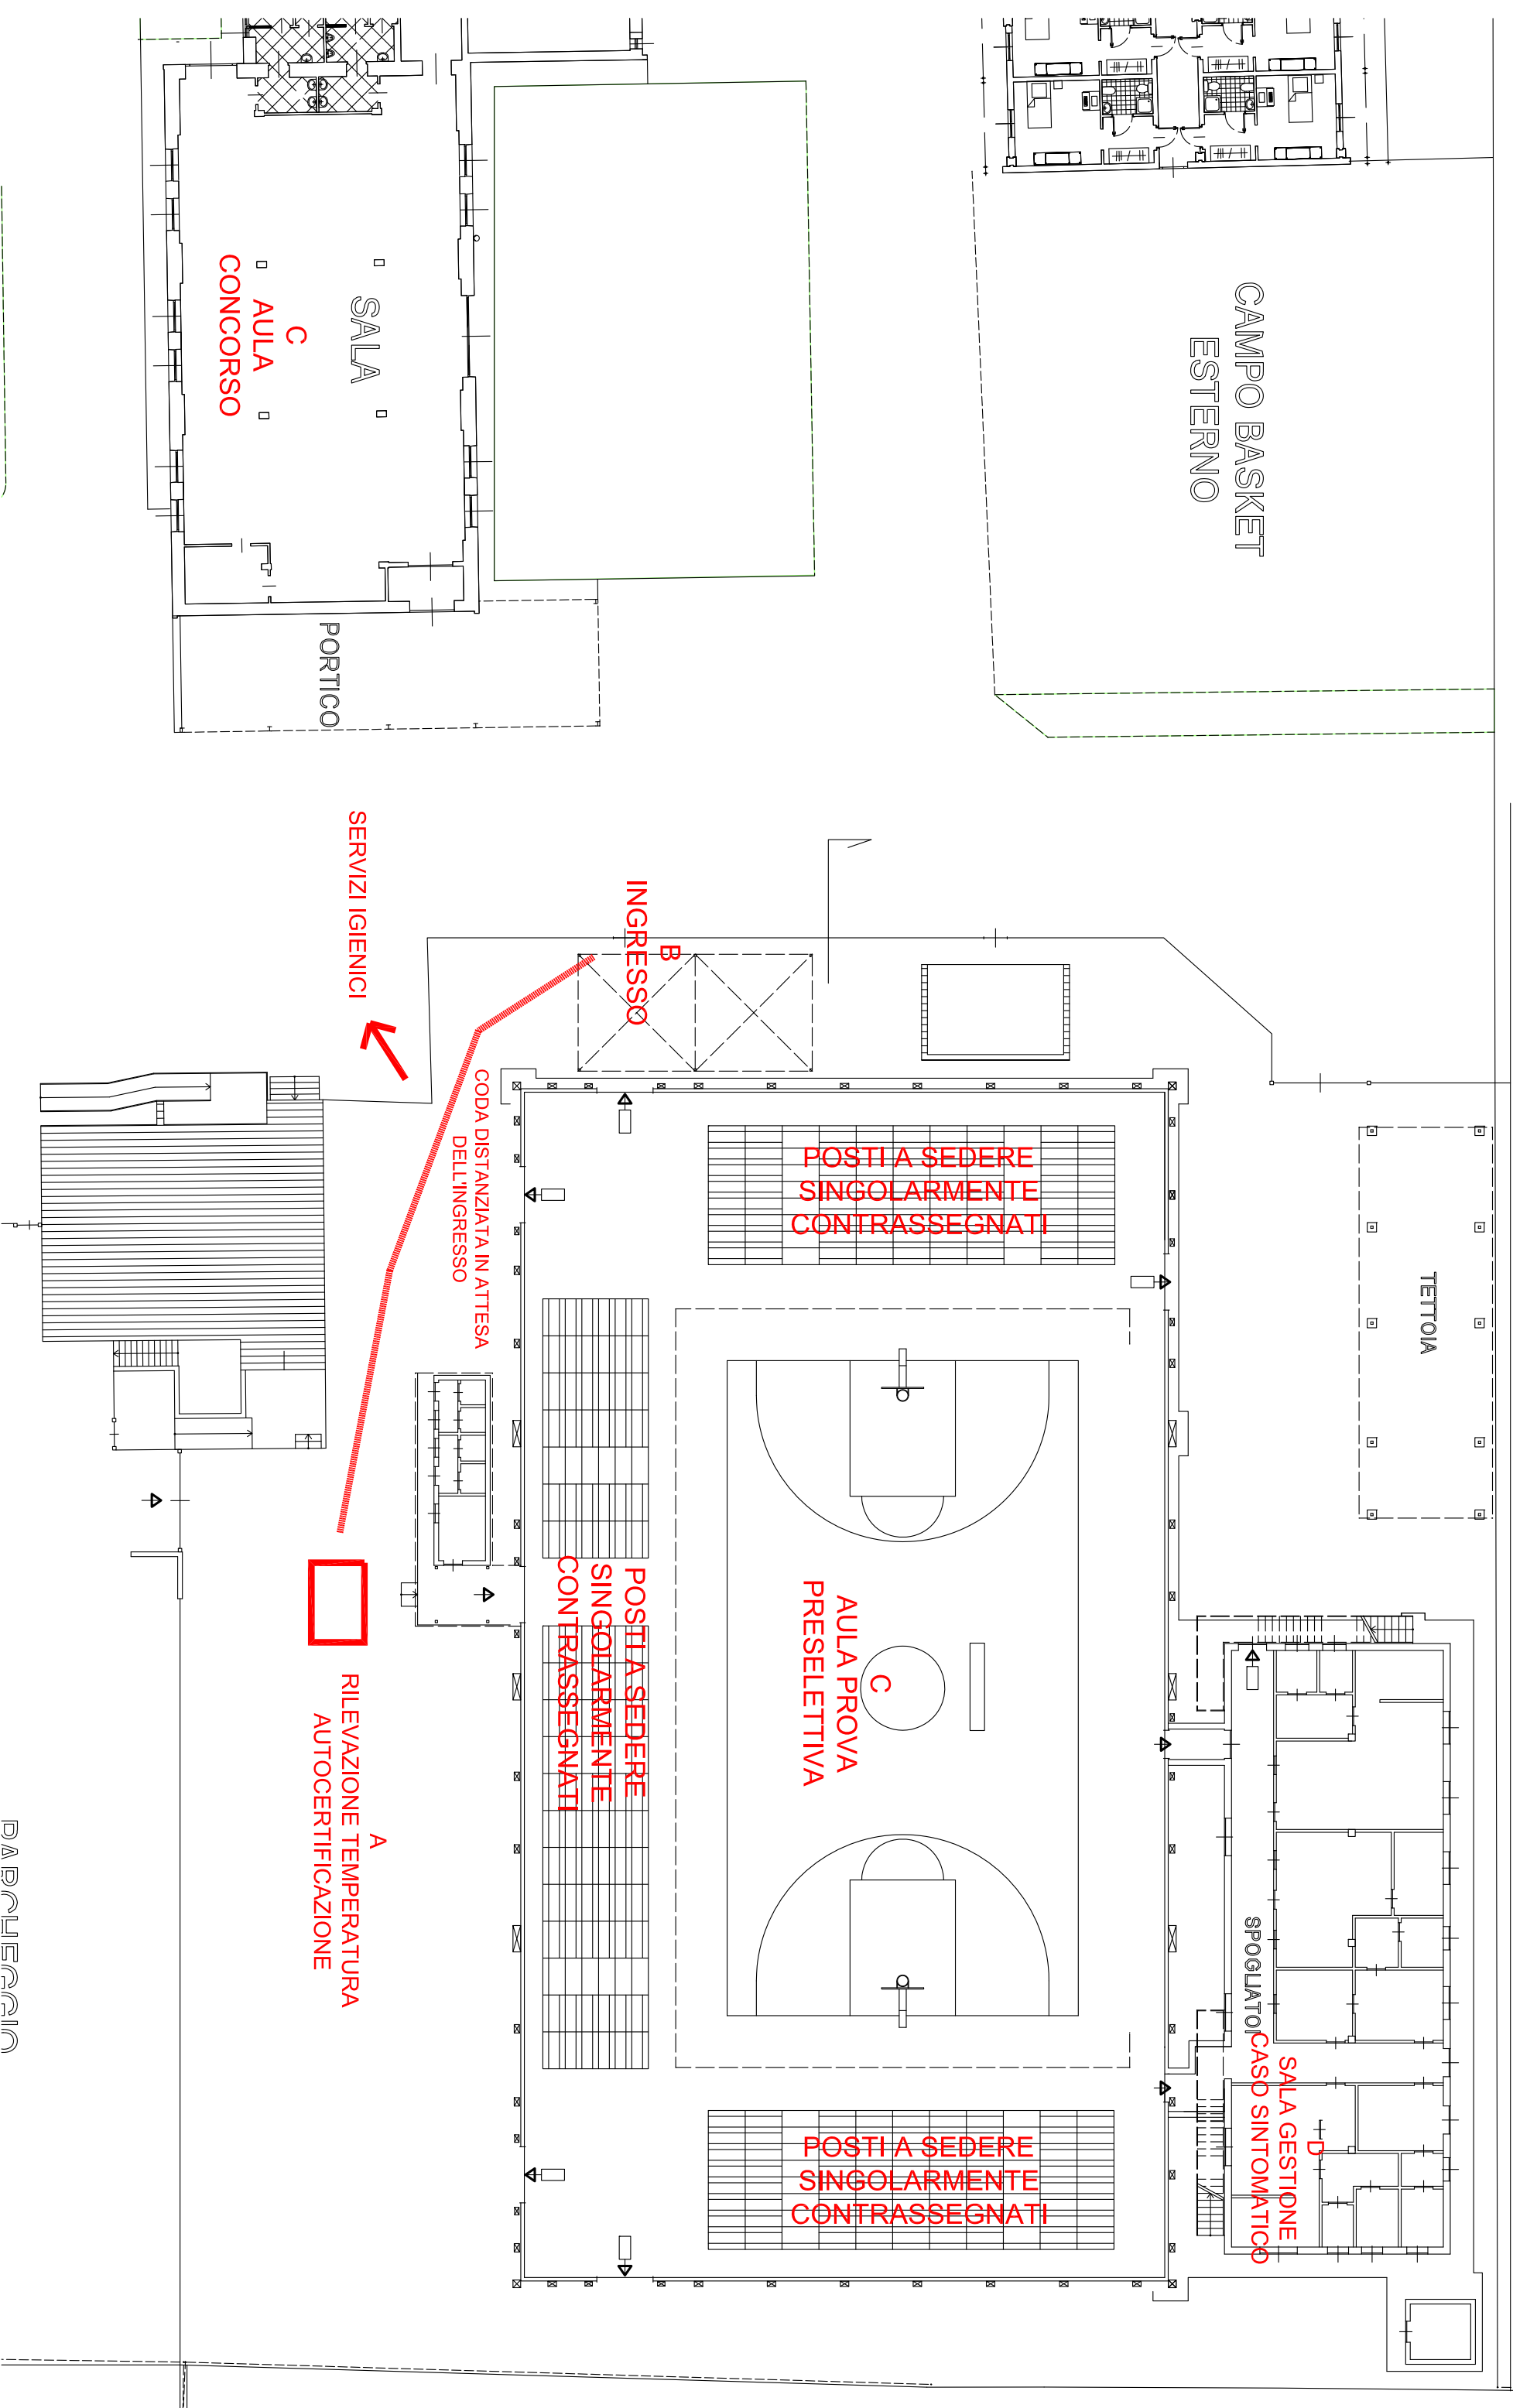 CAMPO BASKET
ESTERNO
SALA
C
AULA
CONCORSO
PORTICO
SERVIZI IGIENICI
B
INGRESSO
CODA DISTANZIATA IN ATTESA
DELL'INGRESSO
POSTI A SEDERE
SINGOLARMENTE
CONTRASSEGNATI
TETTOIA
POSTI A SEDERE
SINGOLARMENTE
CONTRASSEGNATI
C
AULA PROVA
PRESELETTIVA
A
RILEVAZIONE TEMPERATURA
AUTOCERTIFICAZIONE
PARCHEGGIO
SPOGLIATOI
D
SALA GESTIONE
CASO SINTOMATICO
POSTI A SEDERE
SINGOLARMENTE
CONTRASSEGNATI